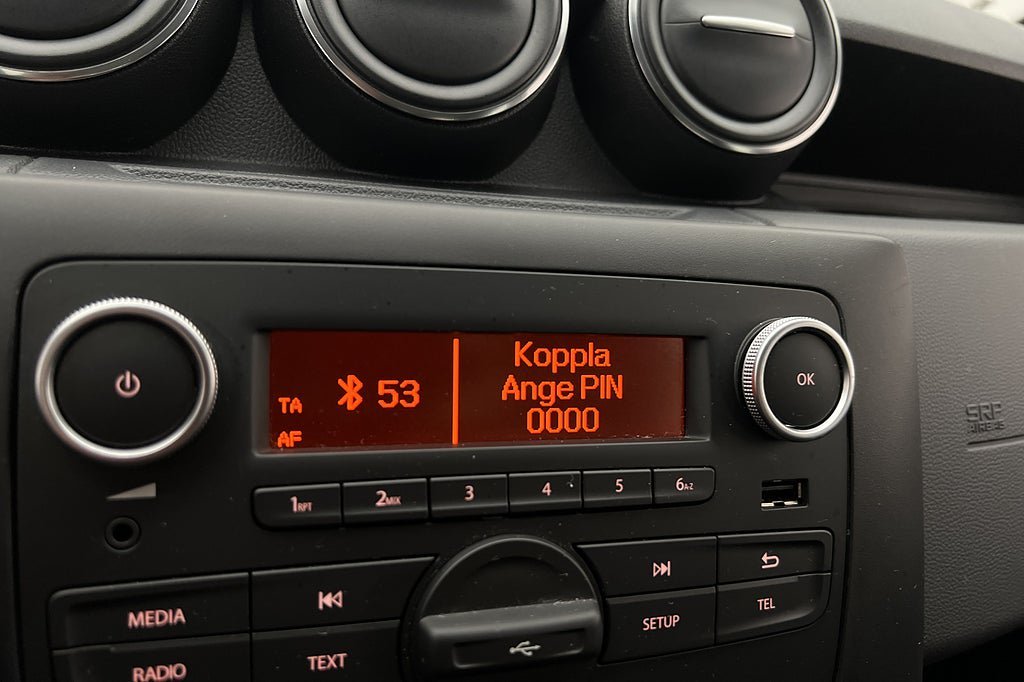 Koppla
53
Ange PIN
0000
TA
AF
OK
1RPT
2MIX
3
4
5
6A-Z
MEDIA
RADIO
TEXT
SETUP
TEL
SRP
AIRBAG